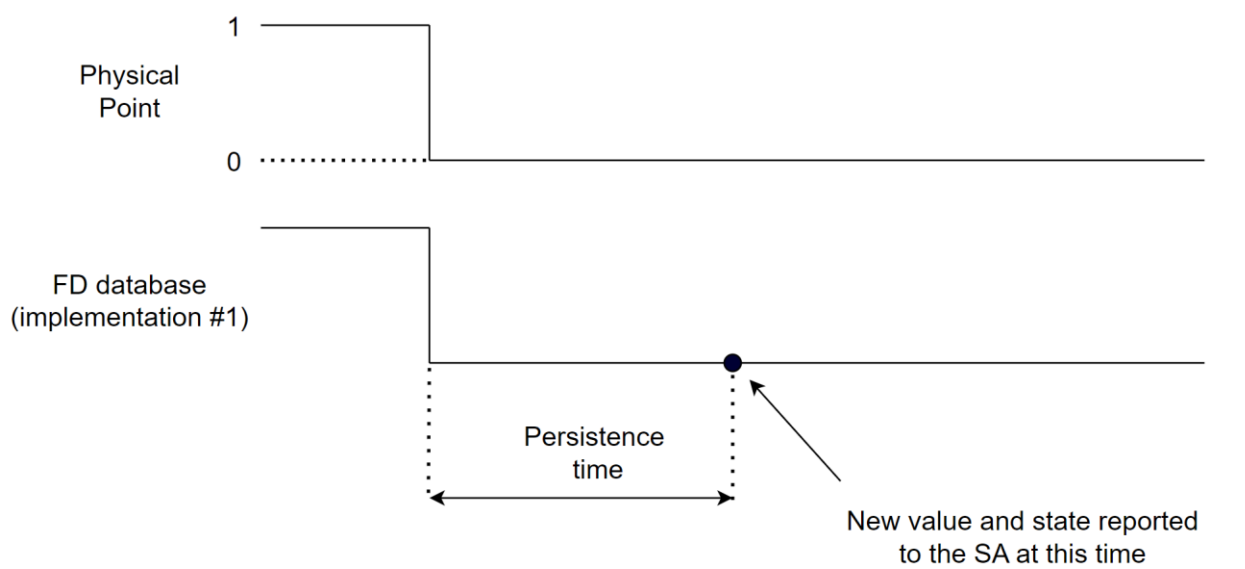 1
Physical
Point
0
FD database
(implementation #1)
Persistence
time
New value and state reported
to the SA at this time